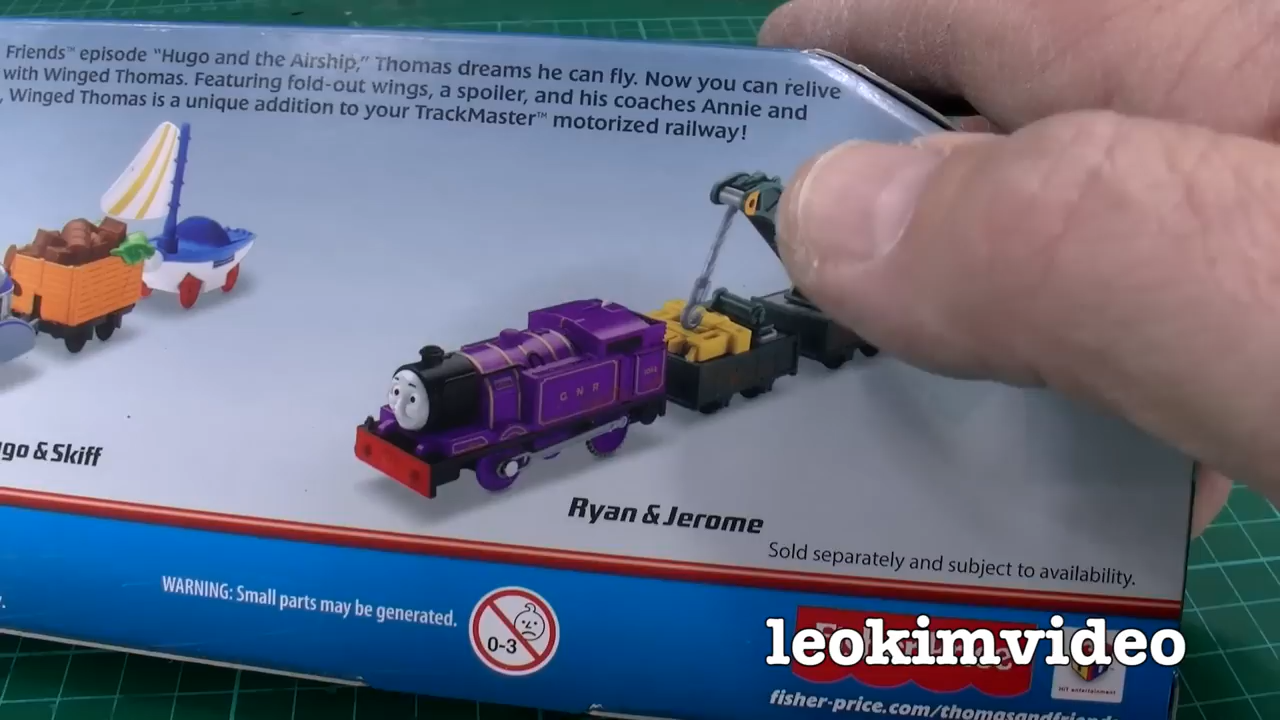 Friends™ episode "Hugo and the Airship," Thomas dreams he can fly. Now you can relive
with Winged Thomas. Featuring fold-out wings, a spoiler, and his coaches Annie and
, Winged Thomas is a unique addition to your TrackMaster™ motorized railway!
G N R
go & Skiff
Ryan & Jerome
Sold separately and subject to availability.
WARNING: Small parts may be generated.
0-3
leokimvideo
HiT entertainment
fisher-price.com/thomasandfriend